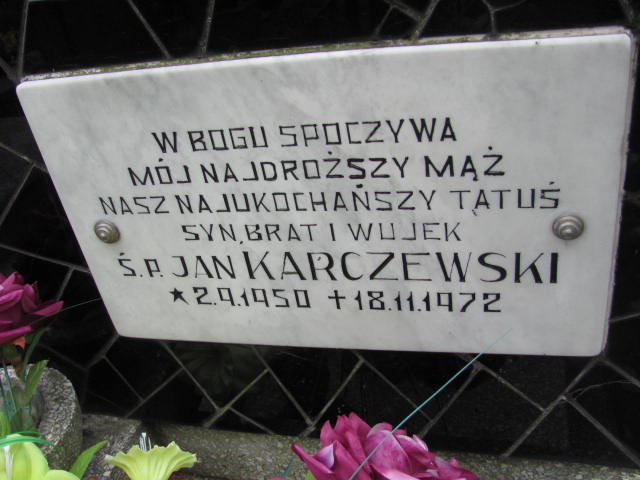 W BOGU SPOCZYWA
MÓJ NAJDROŻSZY MĄŻ
NASZ NAJUKOCHAŃSZY TATUŚ
SYN, BRAT I WUJEK
Ś.P. JAN KARCZEWSKI
*2.9.1950 +18.11.1972